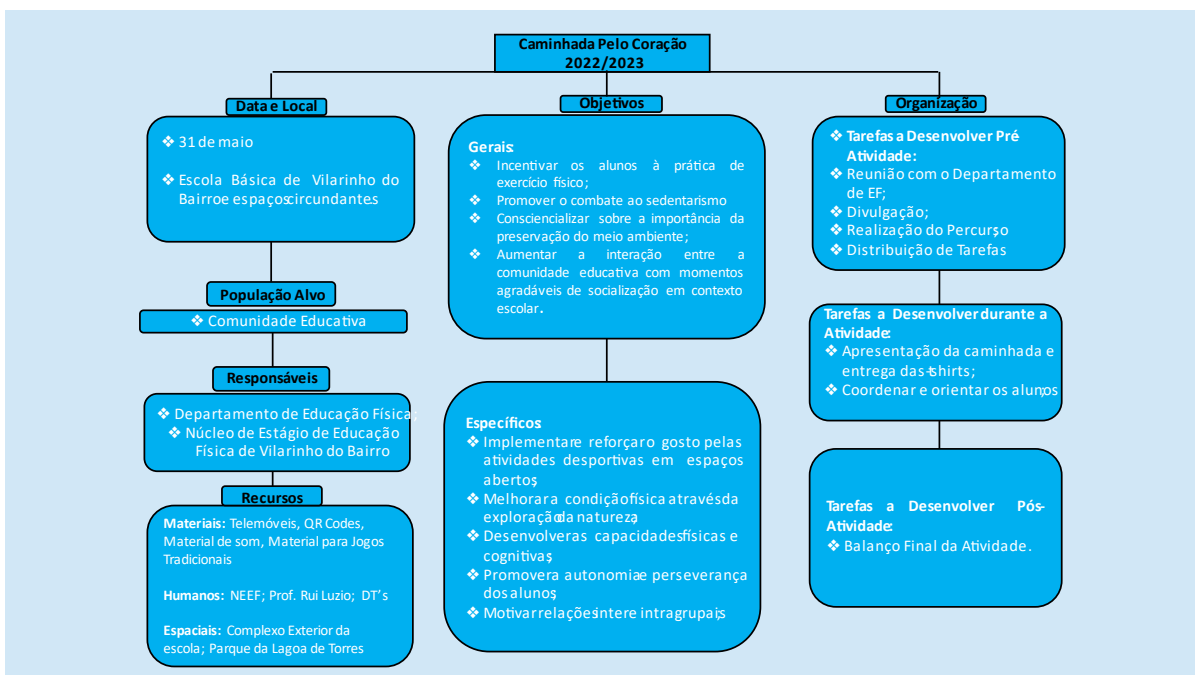 Caminhada Pelo Coração
2022/2023
Data e Local
❖ 31 de maio
❖ Escola Básica de Vilarinho do
Bairro e espaços circundantes.
População Alvo
❖ Comunidade Educativa
Responsáveis
❖ Departamento de Educação Física;
❖ Núcleo de Estágio de Educação
Física de Vilarinho do Bairro
Recursos
Materiais: Telemóveis, QR Codes,
Material de som, Material para Jogos
Tradicionais
Humanos: NEEF; Prof. Rui Luzio; DT's
Espaciais: Complexo Exterior da
escola; Parque da Lagoa de Torres
Objetivos
Gerais:
❖ Incentivar os alunos à prática de
exercício físico;
❖ Promover o combate ao sedentarismo
❖ Consciencializar sobre a importância da
preservação do meio ambiente;
❖ Aumentar a interação entre a
comunidade educativa com momentos
agradáveis de socialização em contexto
escolar.
Específicos:
❖ Implementar e reforçar o gosto pelas
atividades desportivas em espaços
abertos;
❖ Melhorar a condição física através da
exploração da natureza;
❖ Desenvolver as capacidades físicas e
cognitivas;
❖ Promover a autonomia e perseverança
dos alunos;
❖ Motivar relações inter e intragrupais;
Organização
❖ Tarefas a Desenvolver Pré
Atividade:
❖ Reunião com o Departamento
de EF;
❖ Divulgação;
❖ Realização do Percurso;
❖ Distribuição de Tarefas
Tarefas a Desenvolver durante a
Atividade:
❖ Apresentação da caminhada e
entrega das t-shirts;
❖ Coordenar e orientar os alunos;
Tarefas a Desenvolver Pós-
Atividade:
❖ Balanço Final da Atividade.